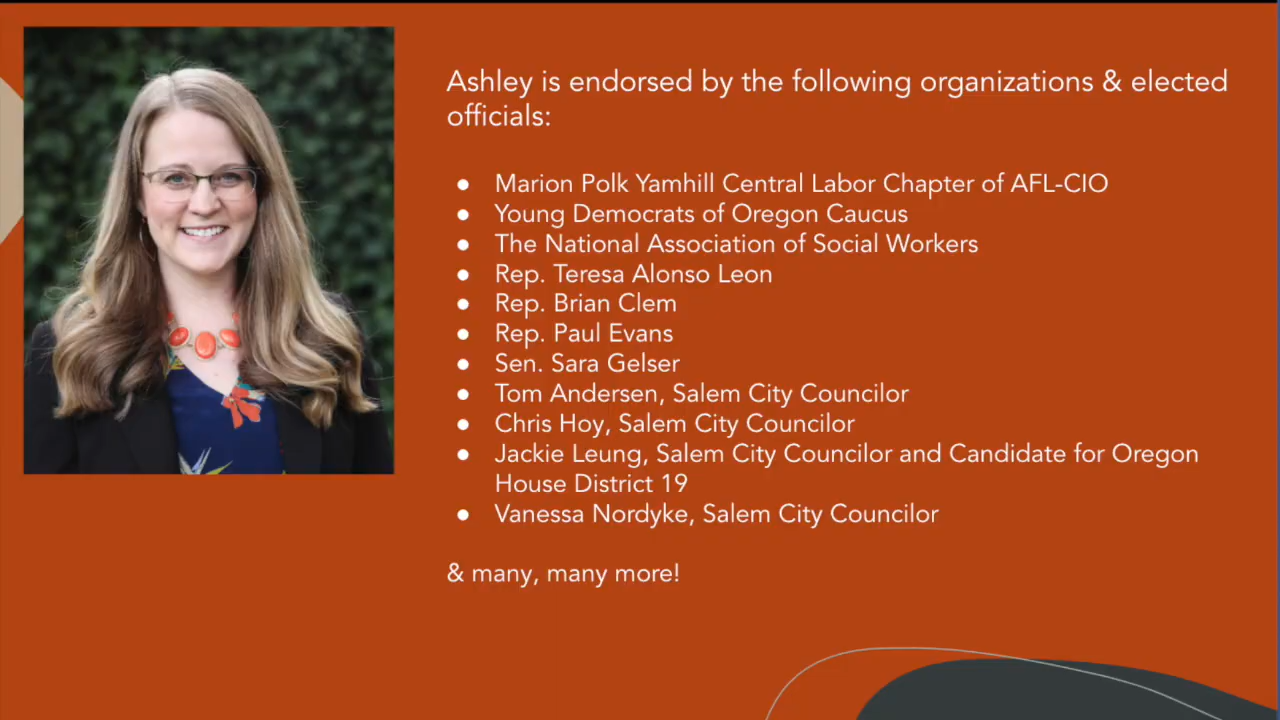 Ashley is endorsed by the following organizations & elected
officials:
● Marion Polk Yamhill Central Labor Chapter of AFL-CIO
● Young Democrats of Oregon Caucus
● The National Association of Social Workers
● Rep. Teresa Alonso Leon
● Rep. Brian Clem
● Rep. Paul Evans
● Sen. Sara Gelser
● Tom Andersen, Salem City Councilor
● Chris Hoy, Salem City Councilor
● Jackie Leung, Salem City Councilor and Candidate for Oregon
House District 19
● Vanessa Nordyke, Salem City Councilor
& many, many more!